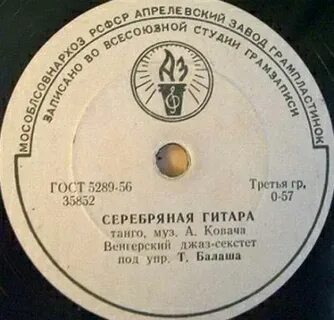 МОСОБЛСОВНАРХОЗ РСФСР АПРЕЛЕВСКИЙ ЗАВОД ГРАМПЛАСТИНОК
ЗАПИСАНО ВО ВСЕСОЮЗНОЙ СТУДИИ ГРАМЗАПИСИ
АЗ
ГОСТ 5289-56
35852
Третья гр.
0-57
СЕРЕБРЯНАЯ ГИТАРА
танго, муз. А. Ковача
Венгерский джаз-секстет
под упр. Т. Балаша